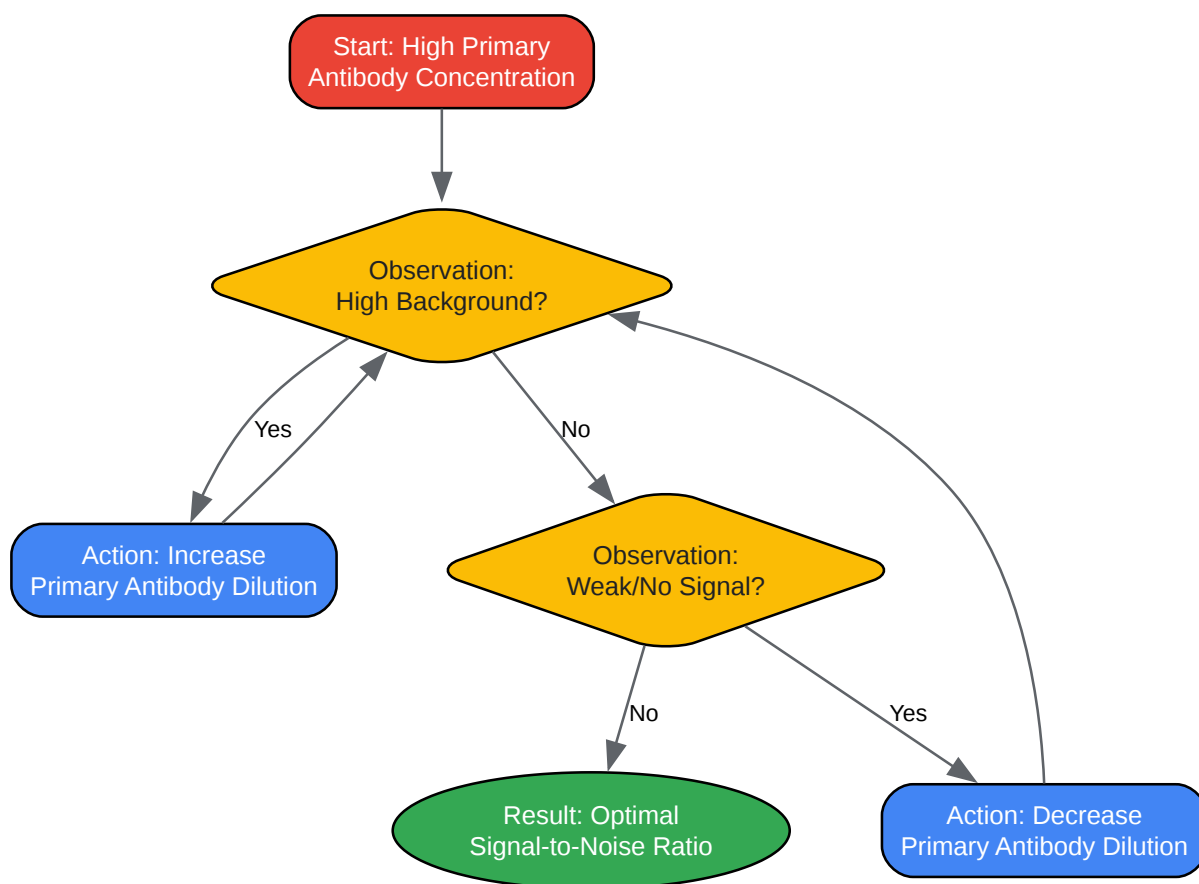 Start: High Primary
Antibody Concentration
Observation:
High Background?
Yes
No
Action: Increase
Primary Antibody Dilution
Observation:
Weak/No Signal?
No
Yes
Result: Optimal
Signal-to-Noise Ratio
Action: Decrease
Primary Antibody Dilution